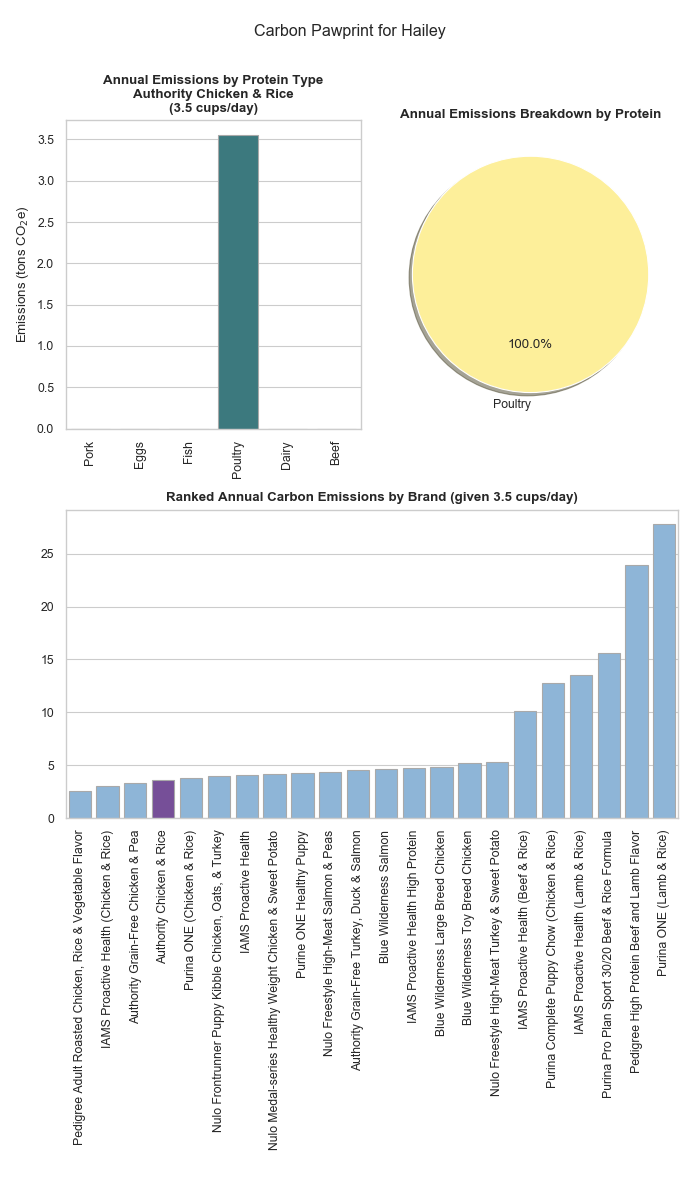 Carbon Pawprint for Hailey
Annual Emissions by Protein Type
Authority Chicken & Rice
(3.5 cups/day)
Emissions (tons CO2e)
3.5
3.0
2.5
2.0
1.5
1.0
0.5
0.0
Pork
Eggs
Fish
Poultry
Dairy
Beef
Annual Emissions Breakdown by Protein
100.0%
Poultry
Ranked Annual Carbon Emissions by Brand (given 3.5 cups/day)
25
20
15
10
5
0
Pedigree Adult Roasted Chicken, Rice & Vegetable Flavor
IAMS Proactive Health (Chicken & Rice)
Authority Grain-Free Chicken & Pea
Authority Chicken & Rice
Purina ONE (Chicken & Rice)
Nulo Frontrunner Puppy Kibble Chicken, Oats, & Turkey
IAMS Proactive Health
Nulo Medal-series Healthy Weight Chicken & Sweet Potato
Purine ONE Healthy Puppy
Nulo Freestyle High-Meat Salmon & Peas
Authority Grain-Free Turkey, Duck & Salmon
Blue Wilderness Salmon
IAMS Proactive Health High Protein
Blue Wilderness Large Breed Chicken
Blue Wilderness Toy Breed Chicken
Nulo Freestyle High-Meat Turkey & Sweet Potato
IAMS Proactive Health (Beef & Rice)
Purina Complete Puppy Chow (Chicken & Rice)
IAMS Proactive Health (Lamb & Rice)
Purina Pro Plan Sport 30/20 Beef & Rice Formula
Pedigree High Protein Beef and Lamb Flavor
Purina ONE (Lamb & Rice)